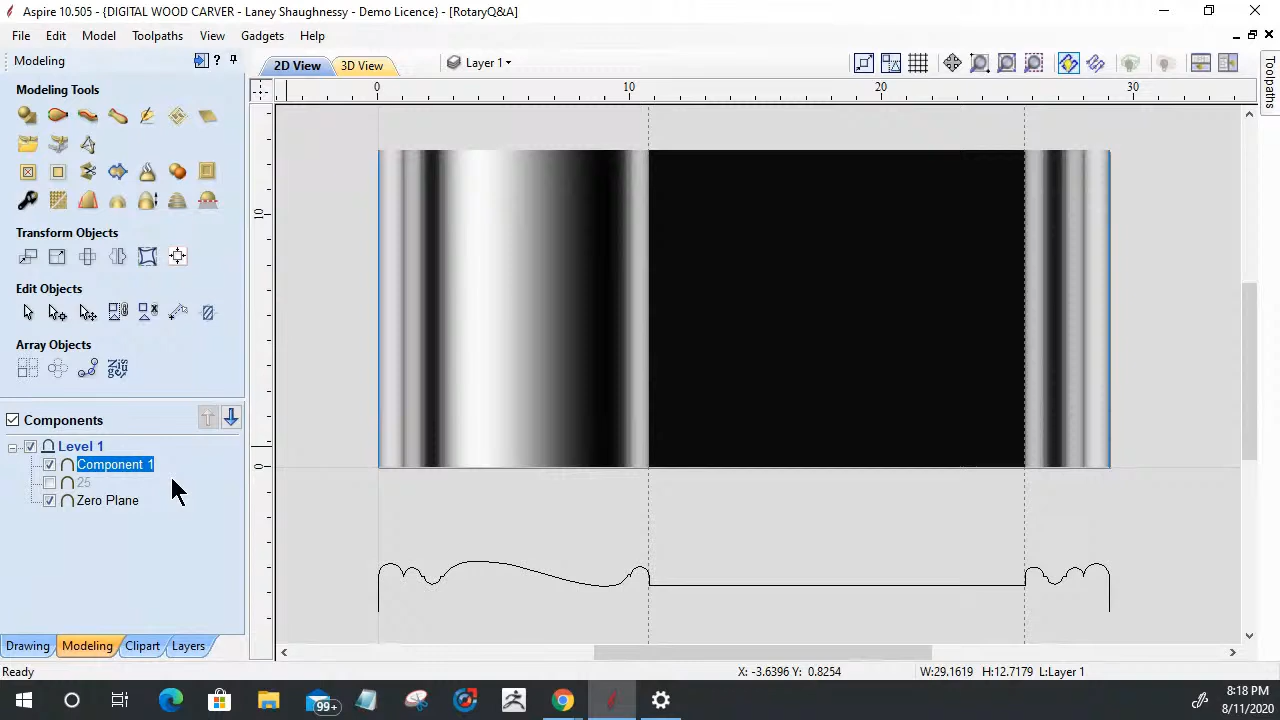 Aspire 10.505 - {DIGITAL WOOD CARVER - Laney Shaughnessy - Demo Licence} - [RotaryQ&A]
File Edit Model Toolpaths View Gadgets Help
Modeling ?
2D View 3D View Layer 1
Toolpaths
Modeling Tools
0 10 20 30
10
0
Transform Objects
Edit Objects
Array Objects
Components
Level 1
Component 1
25
Zero Plane
Drawing Modeling Clipart Layers
Ready X: -3.6396 Y: 0.8254 W:29.1619 H:12.7179 L:Layer 1
99+
8:18 PM
8/11/2020